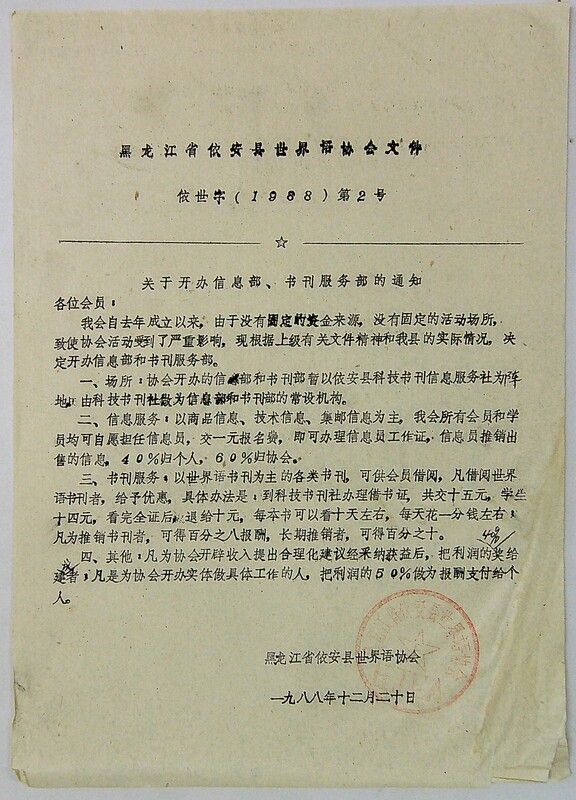 黑龙江省依安县世界语协会文件
依世字(1988)第2号
☆
关于开办信息部、书刊服务部的通知
各位会员:
我会自去年成立以来,由于没有固定的资金来源,没有固定的活动场所,
致使协会活动受到了严重影响,现根据上级有关文件精神和我县的实际情况,决
定开办信息部和书刊服务部。
一、场所:协会开办的信息部和书刊部暂以依安县科技书刊信息服务社为阵
地,由科技书刊社做为信息部和书刊部的常设机构。
二、信息服务:以商品信息、技术信息、集邮信息为主,我会所有会员和学
员均可自愿担任信息员,交一元报名费,即可办理信息员工作证,信息员推销出
售的信息,40%归个人,60%归协会。
三、书刊服务:以世界语书刊为主的各类书刊,可供会员借阅,凡借阅世界
语书刊者,给予优惠,具体办法是:到科技书刊社办理借书证,共交十五元,学生
十四元,看完全证后,退给十元,每本书可以看十天左右,每天花一分钱左右;
凡为推销书刊者,可得百分之八报酬,长期推销者,可得百分之十。
四、其他:凡为协会开辟收入提出合理化建议经采纳获益后,把利润的40%奖给
建者;凡是为协会开办实体做具体工作的人,把利润的50%做为报酬支付给个
人。
黑龙江省依安县世界语协会
一九八八年十二月二十日